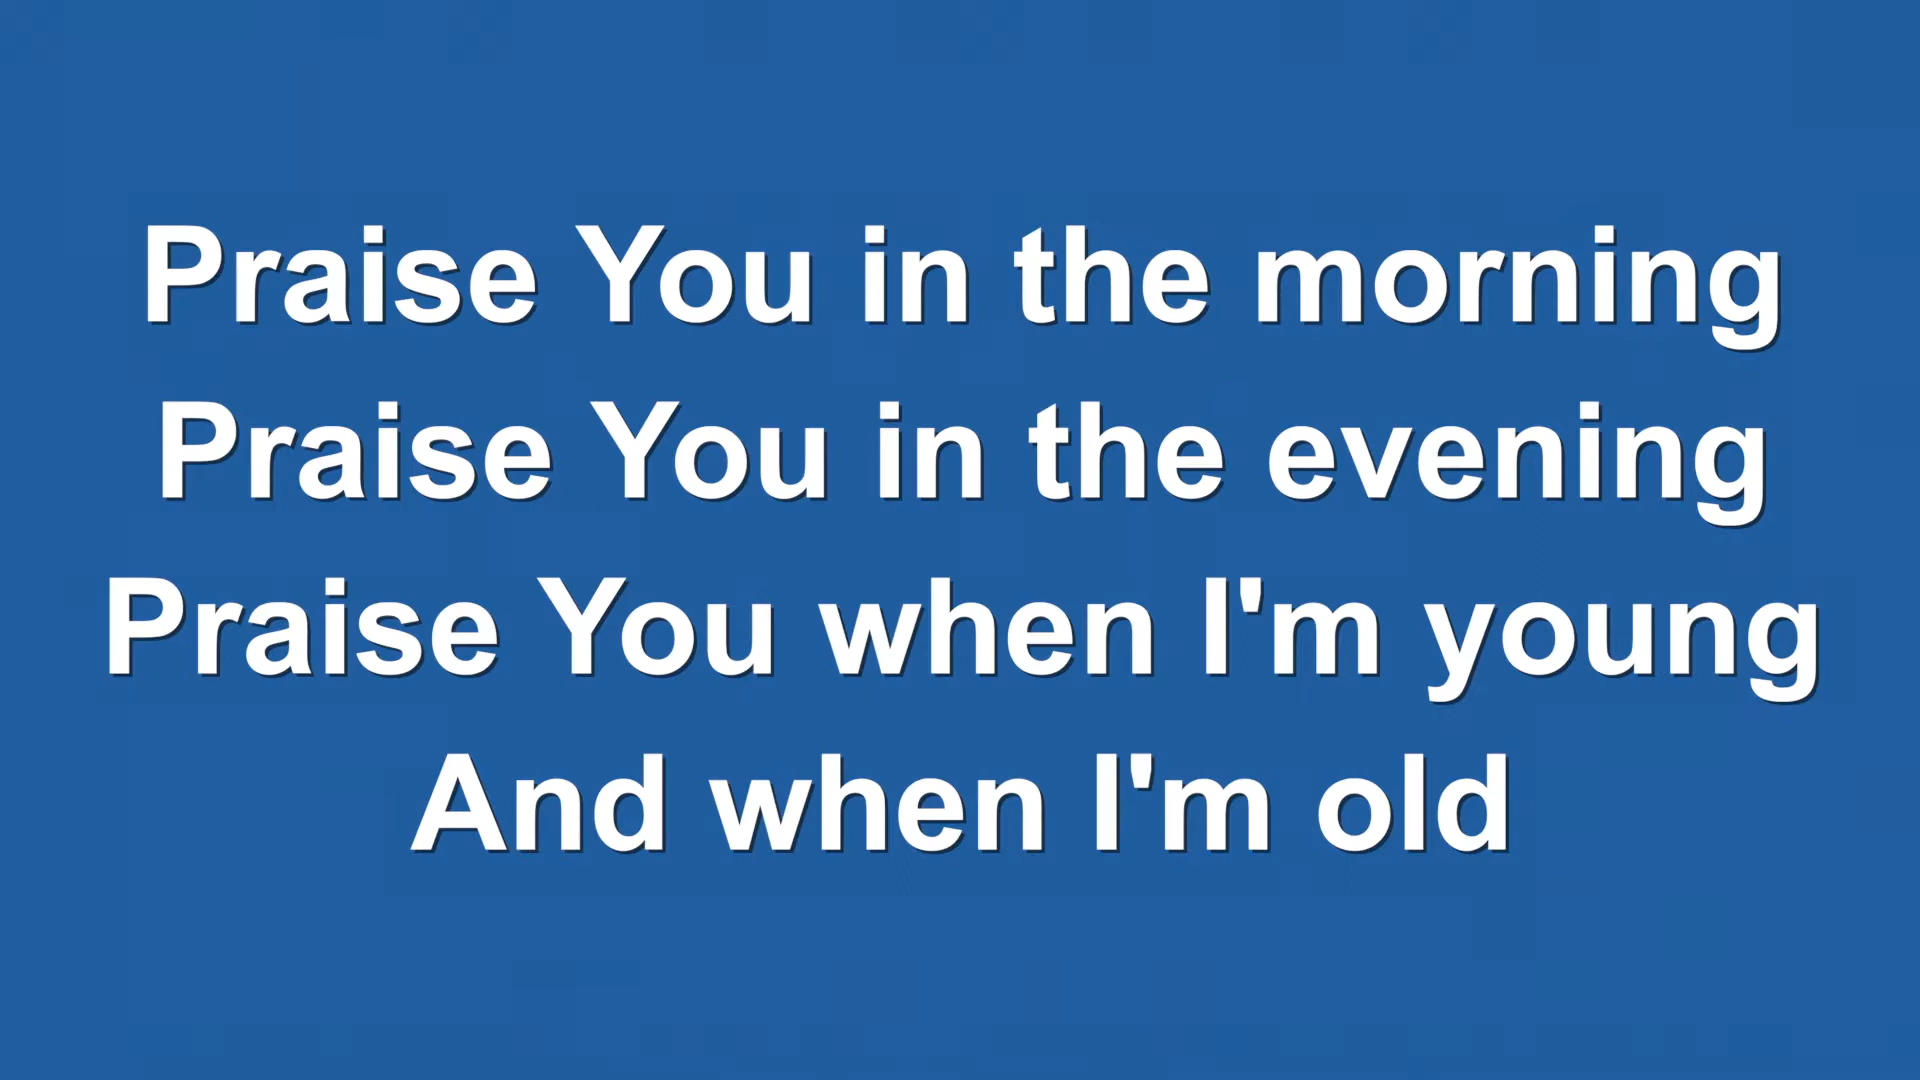 Praise You in the morning
Praise You in the evening
Praise You when I'm young
And when I'm old